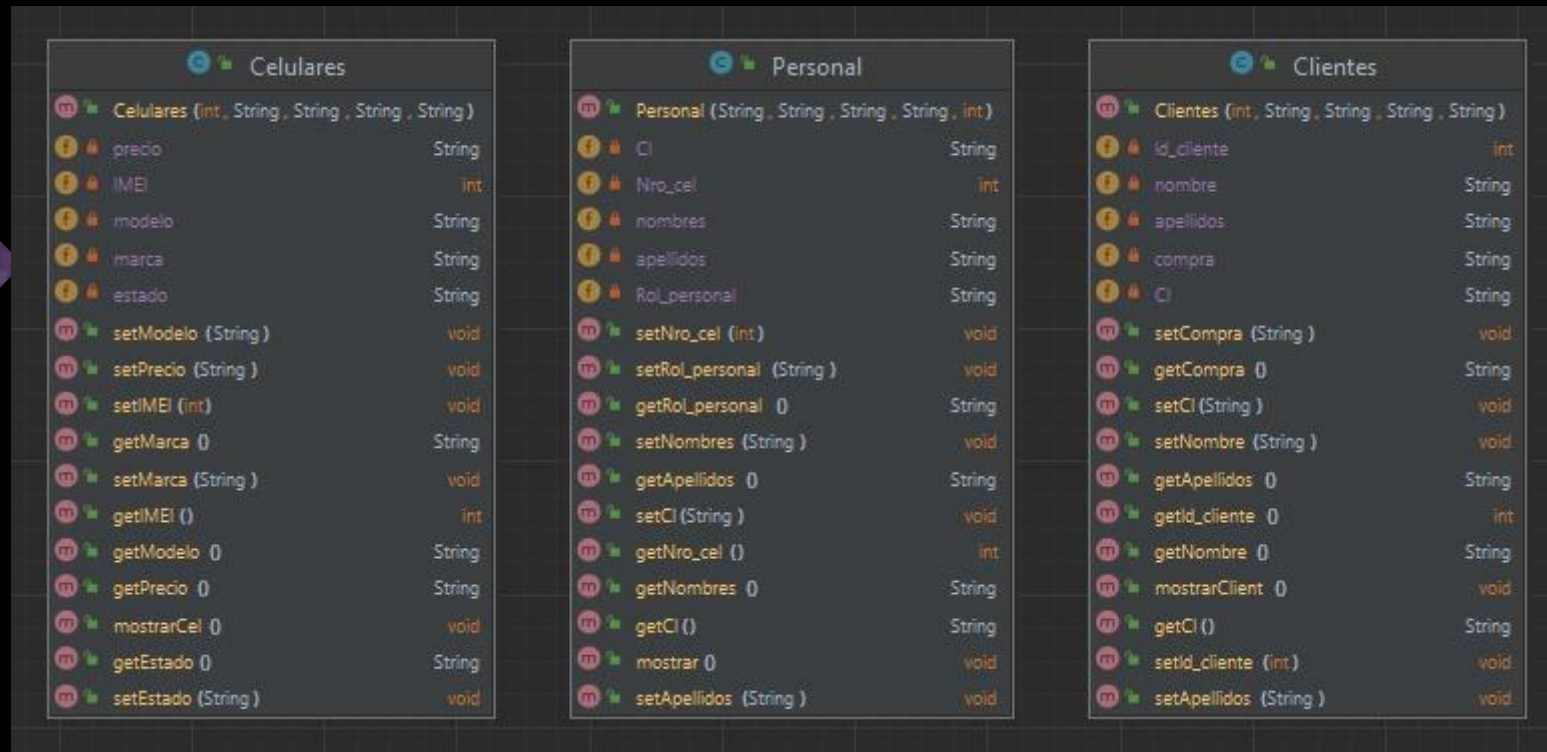 Celulares
Celulares (int, String, String, String, String)
precio String
IMEI int
modelo String
marca String
estado String
setModelo (String) void
setPrecio (String) void
setIMEI (int) void
getMarca () String
setMarca (String) void
getIMEI () int
getModelo () String
getPrecio () String
mostrarCel () void
getEstado () String
setEstado (String) void
Personal
Personal (String, String, String, String, int)
CI String
Nro_cel int
nombres String
apellidos String
Rol_personal String
setNro_cel (int) void
setRol_personal (String) void
getRol_personal () String
setNombres (String) void
getApellidos () String
setCI (String) void
getNro_cel () int
getNombres () String
getCI () String
mostrar () void
setApellidos (String) void
Clientes
Clientes (int, String, String, String, String)
Id_cliente int
nombre String
apellidos String
compra String
CI String
setCompra (String) void
getCompra () String
setCI (String) void
setNombre (String) void
getApellidos () String
getId_cliente () int
getNombre () String
mostrarClient () void
getCI () String
setId_cliente (int) void
setApellidos (String) void